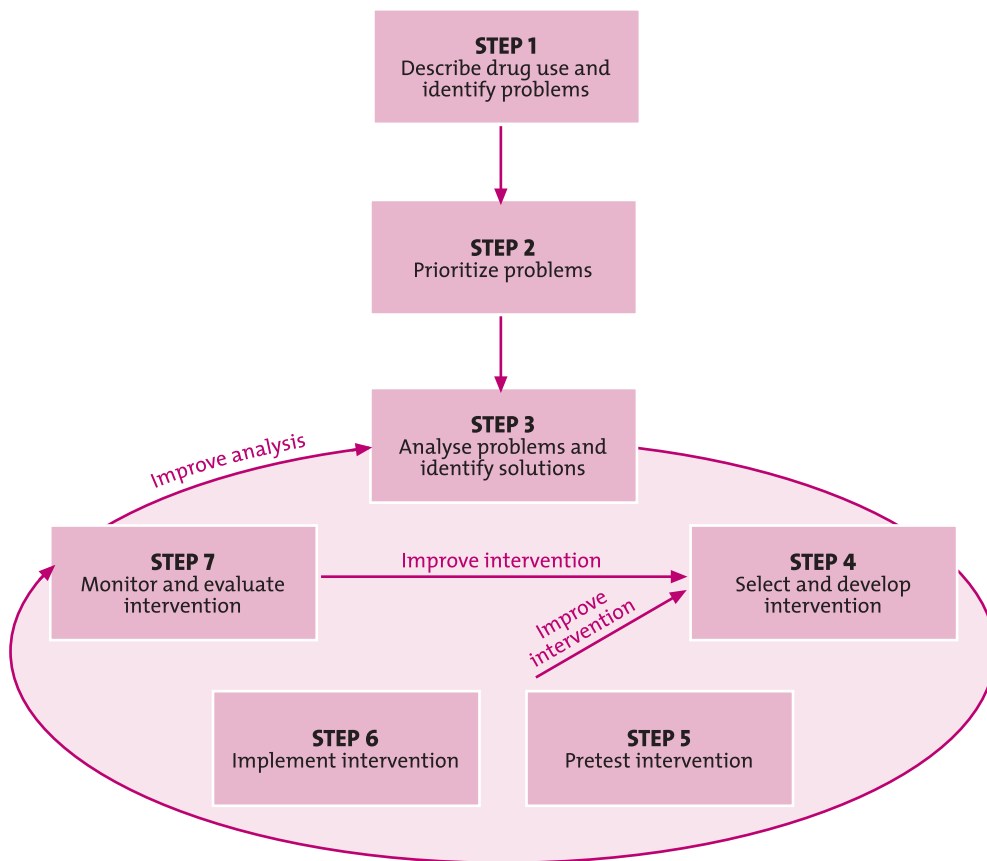 STEP 1
Describe drug use and
identify problems
STEP 2
Prioritize problems
STEP 3
Analyse problems and
identify solutions
Improve analysis
STEP 7
Monitor and evaluate
intervention
Improve intervention
STEP 4
Select and develop
intervention
Improve
intervention
STEP 6
Implement intervention
STEP 5
Pretest intervention